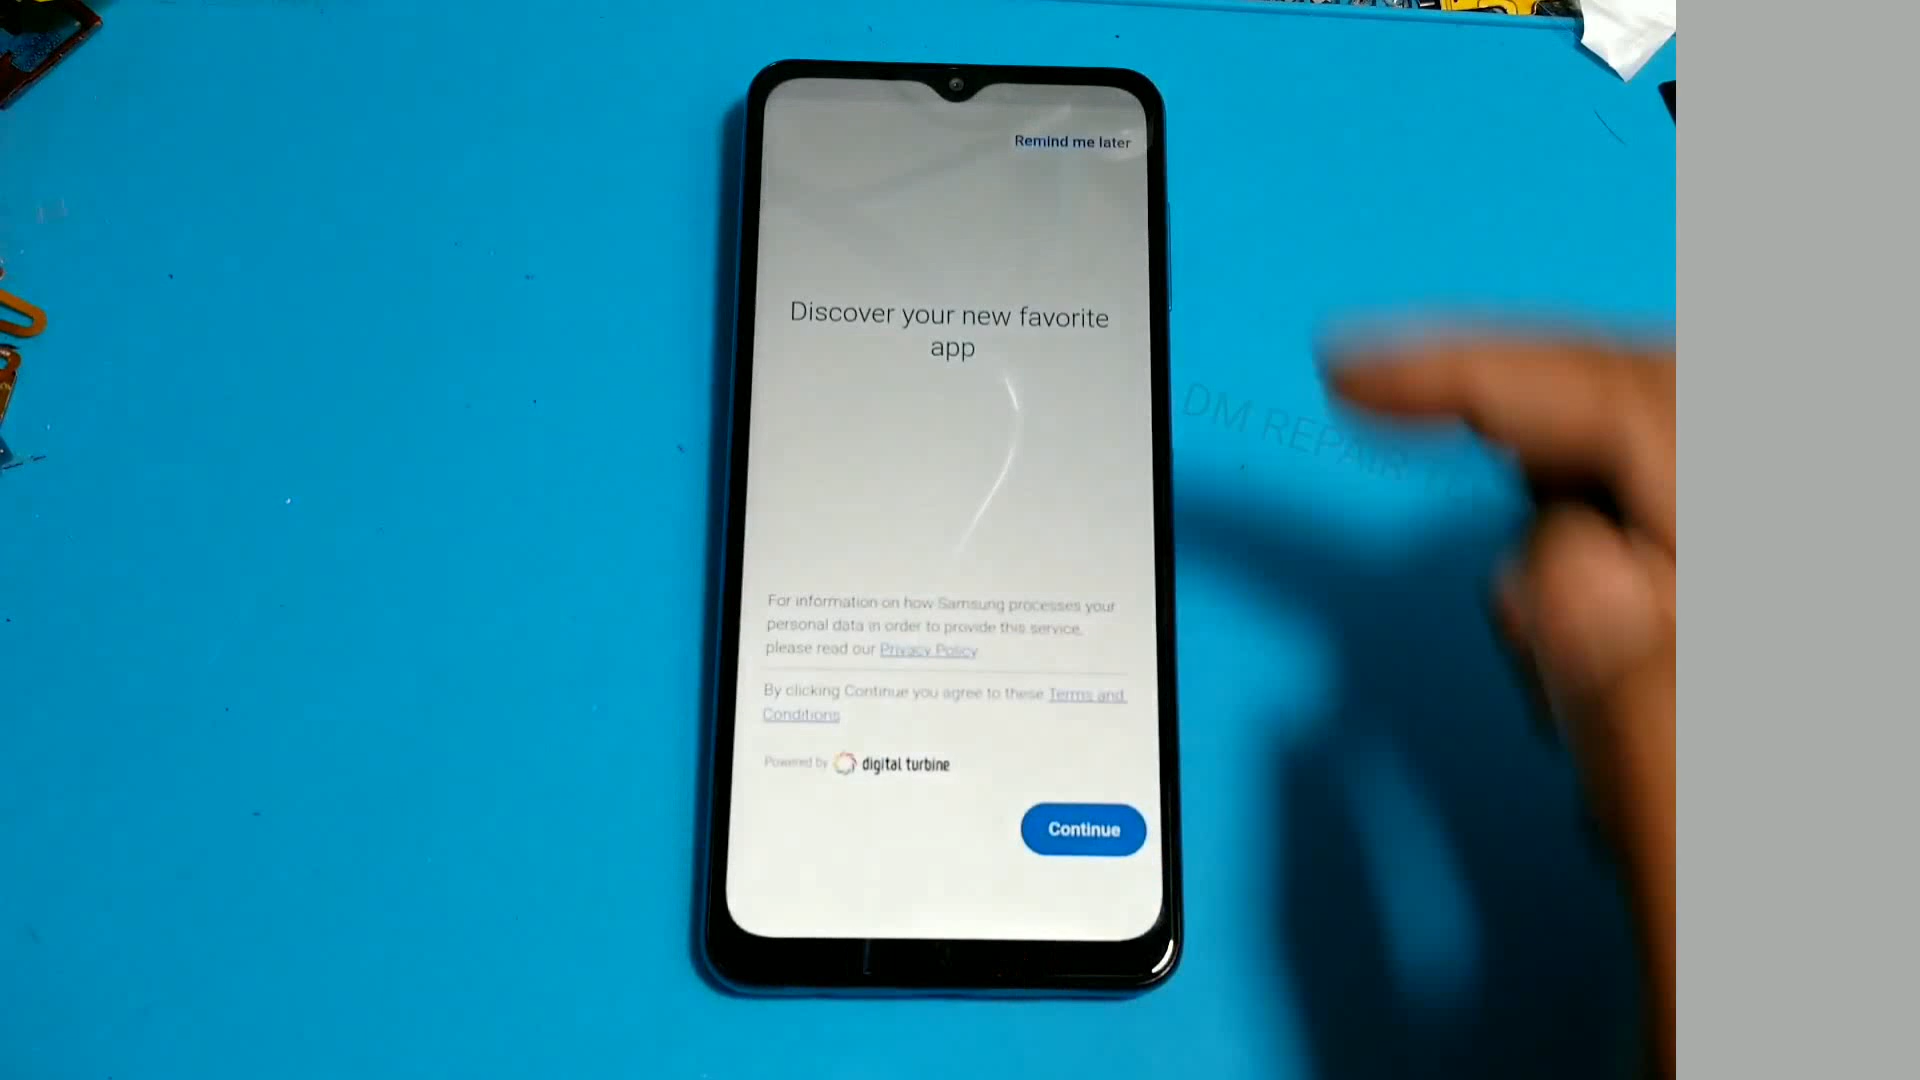 Remind me later
Discover your new favorite
app
For information on how Samsung processes your
personal data in order to provide this service,
please read our Privacy Policy
By clicking Continue you agree to these Terms and
Conditions
Powered by digital turbine
Continue
DM REPAIR